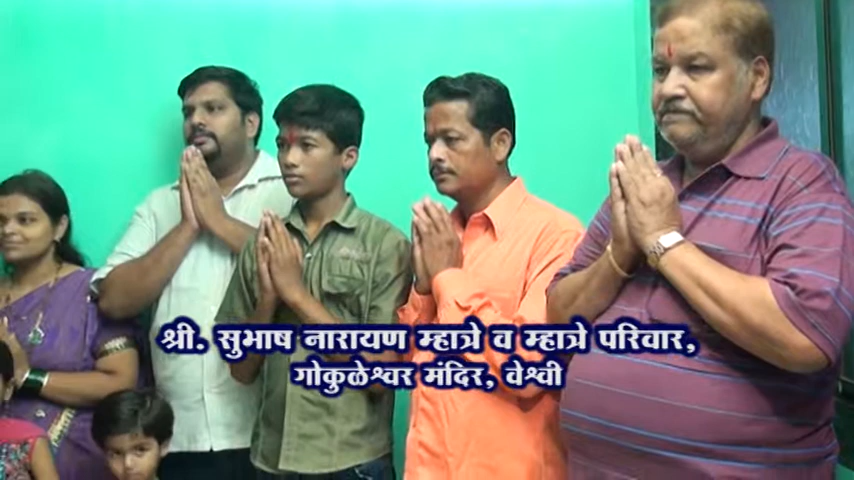 श्री. सुभाष नारायण म्हात्रे व म्हात्रे परिवार,
गोकुळेश्वर मंदिर, वेश्वी